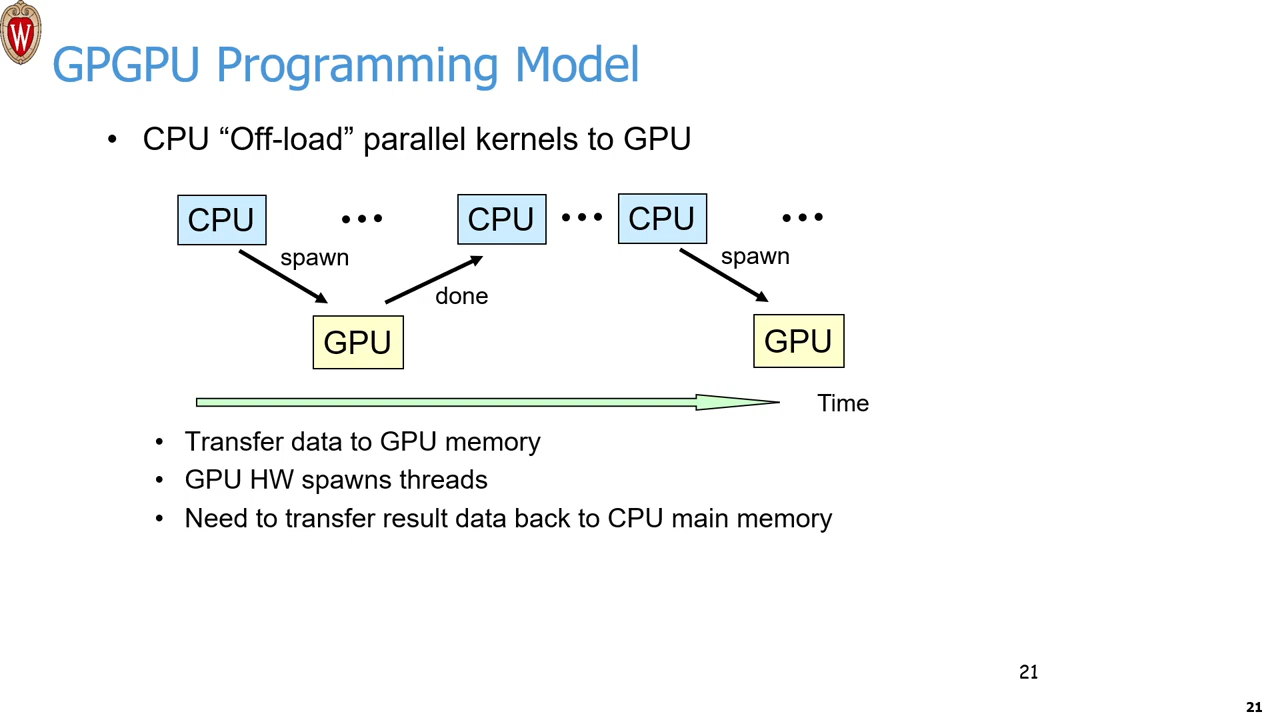 W
GPGPU Programming Model
• CPU “Off-load” parallel kernels to GPU
CPU ••• CPU ••• CPU •••
spawn spawn
done
GPU GPU
Time
• Transfer data to GPU memory
• GPU HW spawns threads
• Need to transfer result data back to CPU main memory
21
21